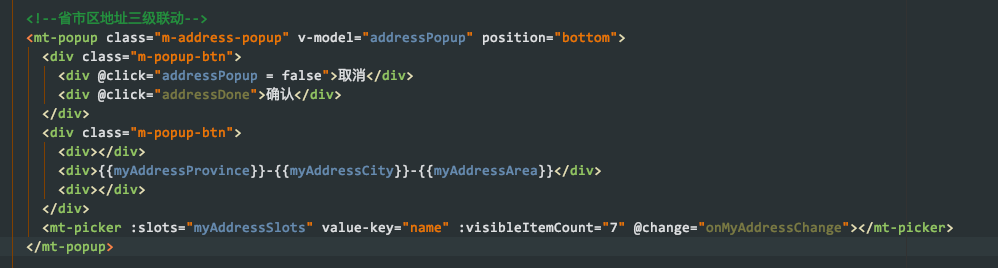 <!--省市区地址三级联动-->
<mt-popup class="m-address-popup" v-model="addressPopup" position="bottom">
<div class="m-popup-btn">
<div @click="addressPopup = false">取消</div>
<div @click="addressDone">确认</div>
</div>
<div class="m-popup-btn">
<div></div>
<div>{{myAddressProvince}}-{{myAddressCity}}-{{myAddressArea}}</div>
<div></div>
</div>
<mt-picker :slots="myAddressSlots" value-key="name" :visibleItemCount="7" @change="onMyAddressChange"></mt-picker>
</mt-popup>